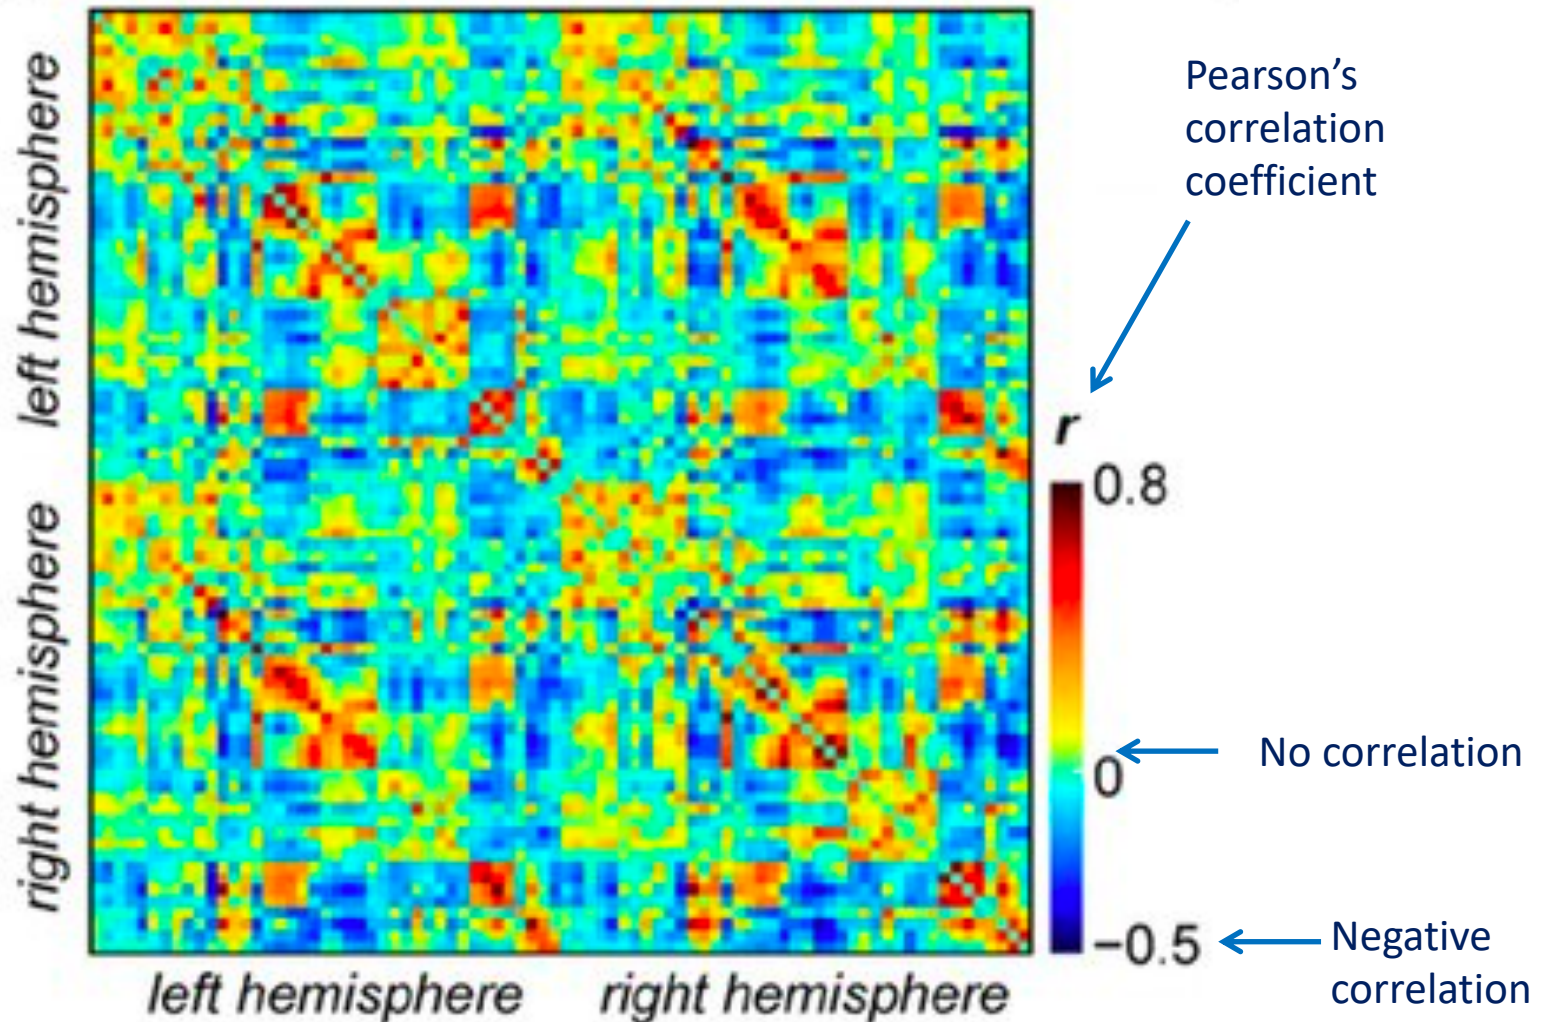 left hemisphere
right hemisphere
left hemisphere
right hemisphere
Pearson’s
correlation
coefficient
r
0.8
0
−0.5
No correlation
Negative
correlation